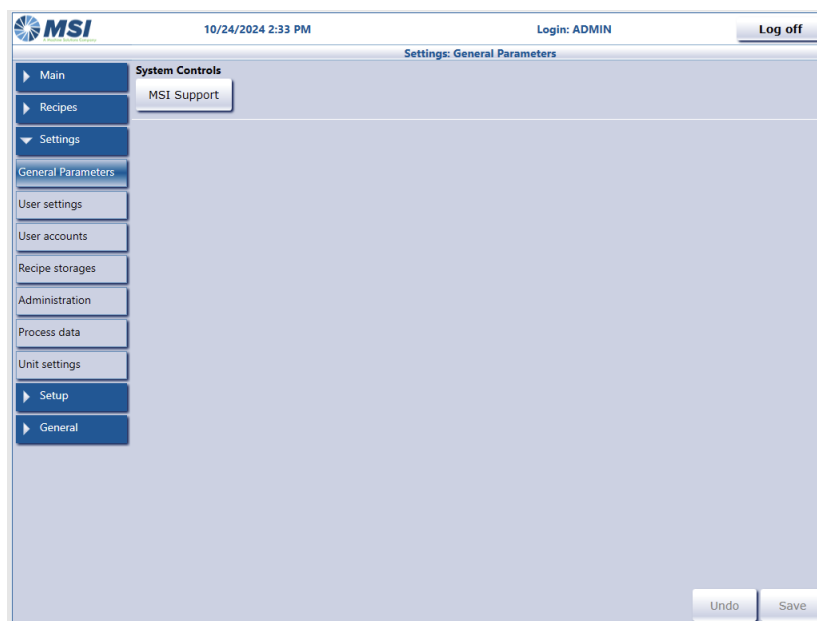 MSI
10/24/2024 2:33 PM
Login: ADMIN
Log off
Settings: General Parameters
Main
Recipes
Settings
General Parameters
User settings
User accounts
Recipe storages
Administration
Process data
Unit settings
Setup
General
System Controls
MSI Support
Undo
Save